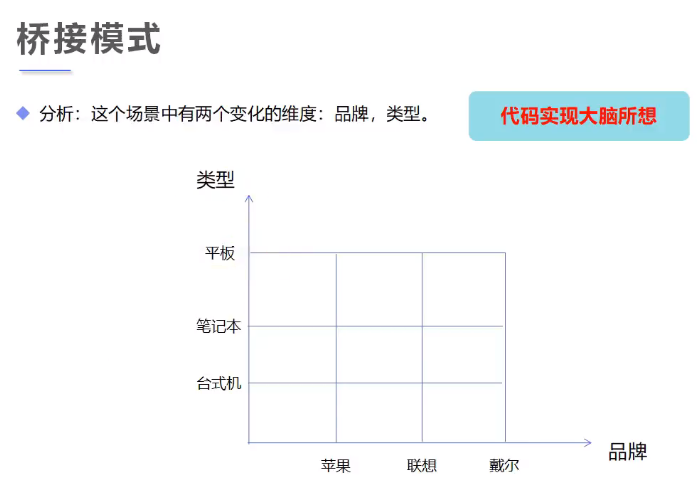 桥接模式
分析：这个场景中有两个变化的维度：品牌，类型。
代码实现大脑所想
类型
平板
笔记本
台式机
苹果
联想
戴尔
品牌